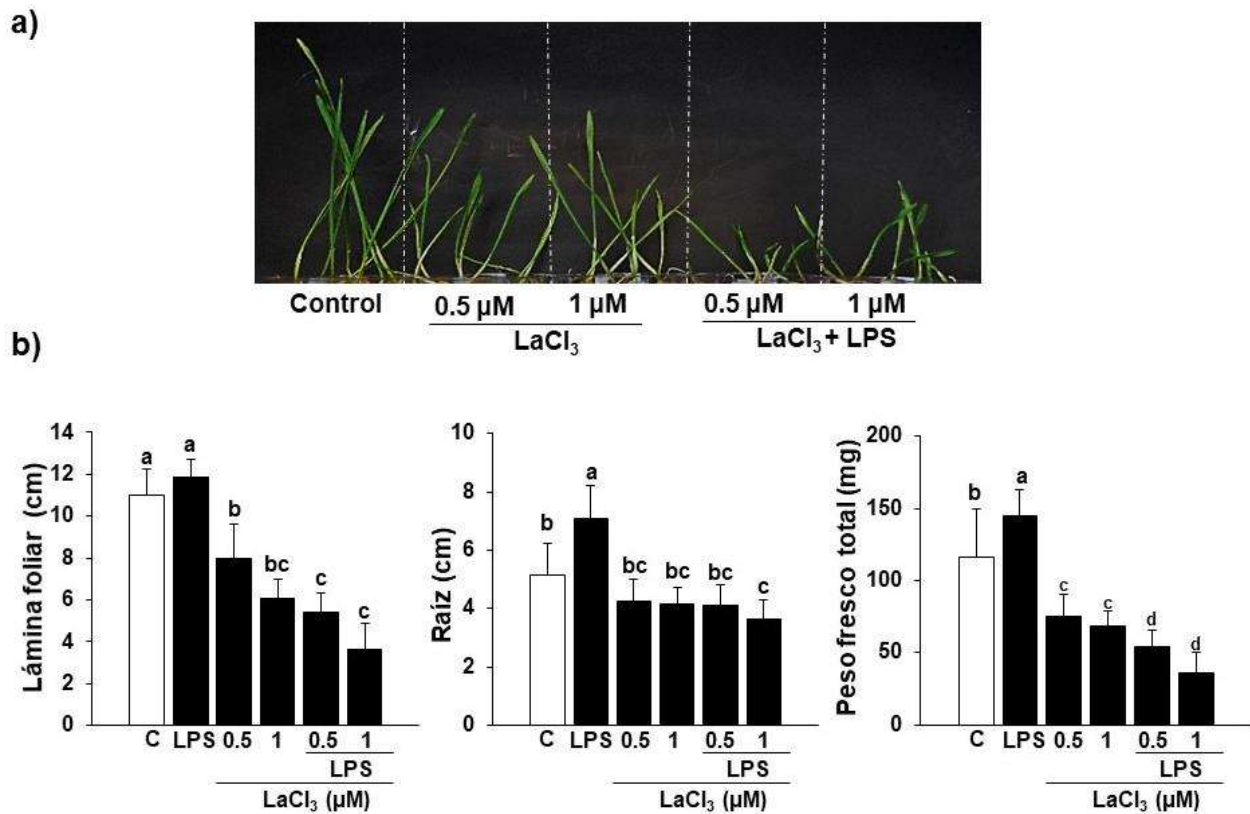 a)
Control
0.5 µM 1 µM 0.5 µM 1 µM
LaCl₃ LaCl₃ + LPS
b)
Lámina foliar (cm)
14
12
10
8
6
4
2
0
a a b bc c c
C LPS 0.5 1 0.5 1
LPS
LaCl₃ (µM)
Raíz (cm)
10
8
6
4
2
0
b a bc bc bc c
C LPS 0.5 1 0.5 1
LPS
LaCl₃ (µM)
Peso fresco total (mg)
200
150
100
50
0
b a c c d d
C LPS 0.5 1 0.5 1
LPS
LaCl₃ (µM)